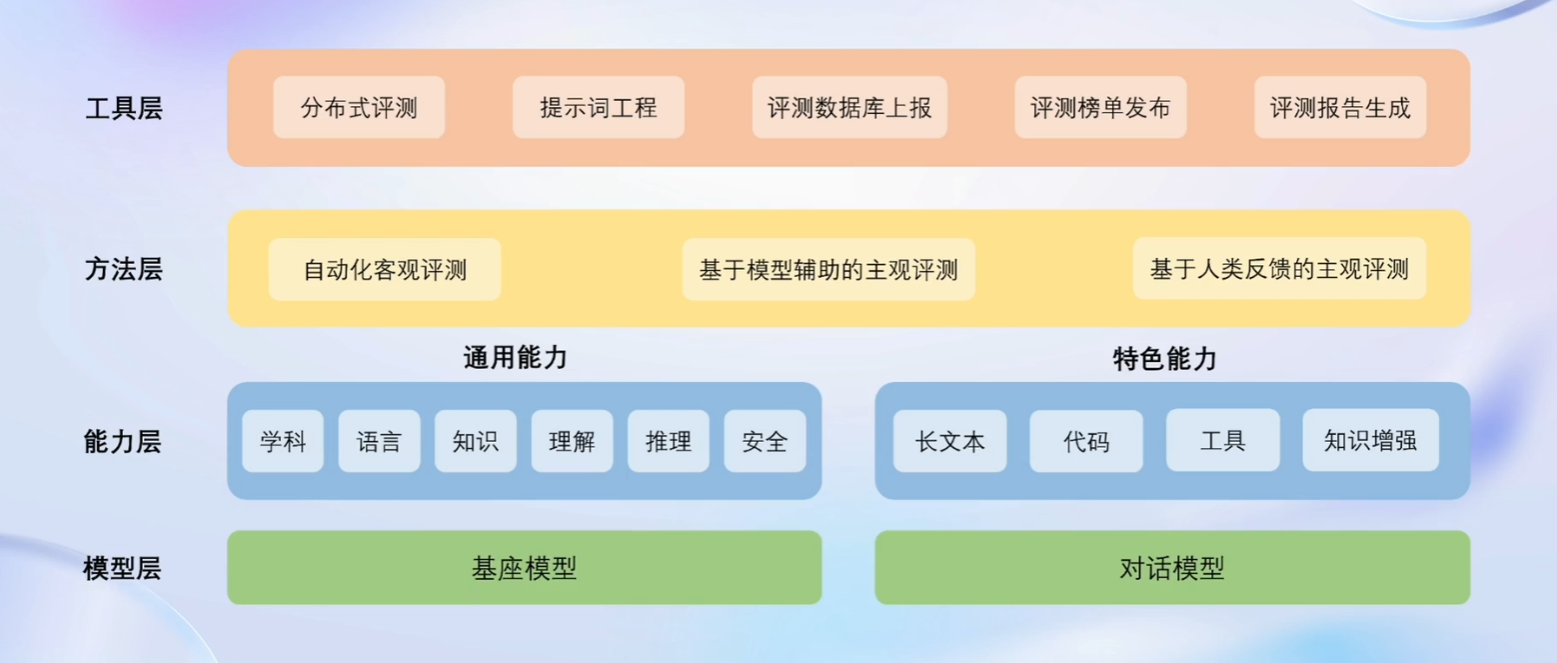 工具层
分布式评测
提示词工程
评测数据库上报
评测榜单发布
评测报告生成
方法层
自动化客观评测
基于模型辅助的主观评测
基于人类反馈的主观评测
通用能力
特色能力
能力层
学科
语言
知识
理解
推理
安全
长文本
代码
工具
知识增强
模型层
基座模型
对话模型